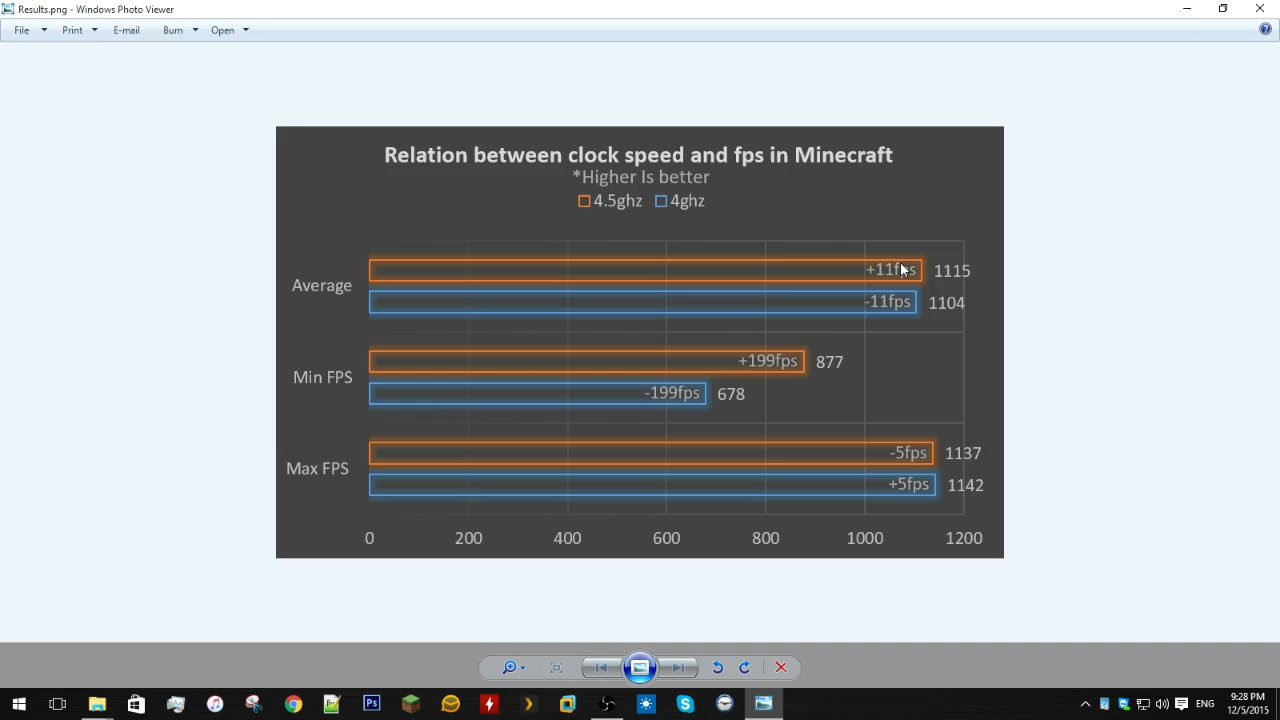 Results.png - Windows Photo Viewer
File Print E-mail Burn Open
Relation between clock speed and fps in Minecraft
*Higher Is better
4.5ghz 4ghz
Average
+11fps 1115
-11fps 1104
Min FPS
+199fps 877
-199fps 678
Max FPS
-5fps 1137
+5fps 1142
0 200 400 600 800 1000 1200
Ps
ENG
9:28 PM
12/5/2015